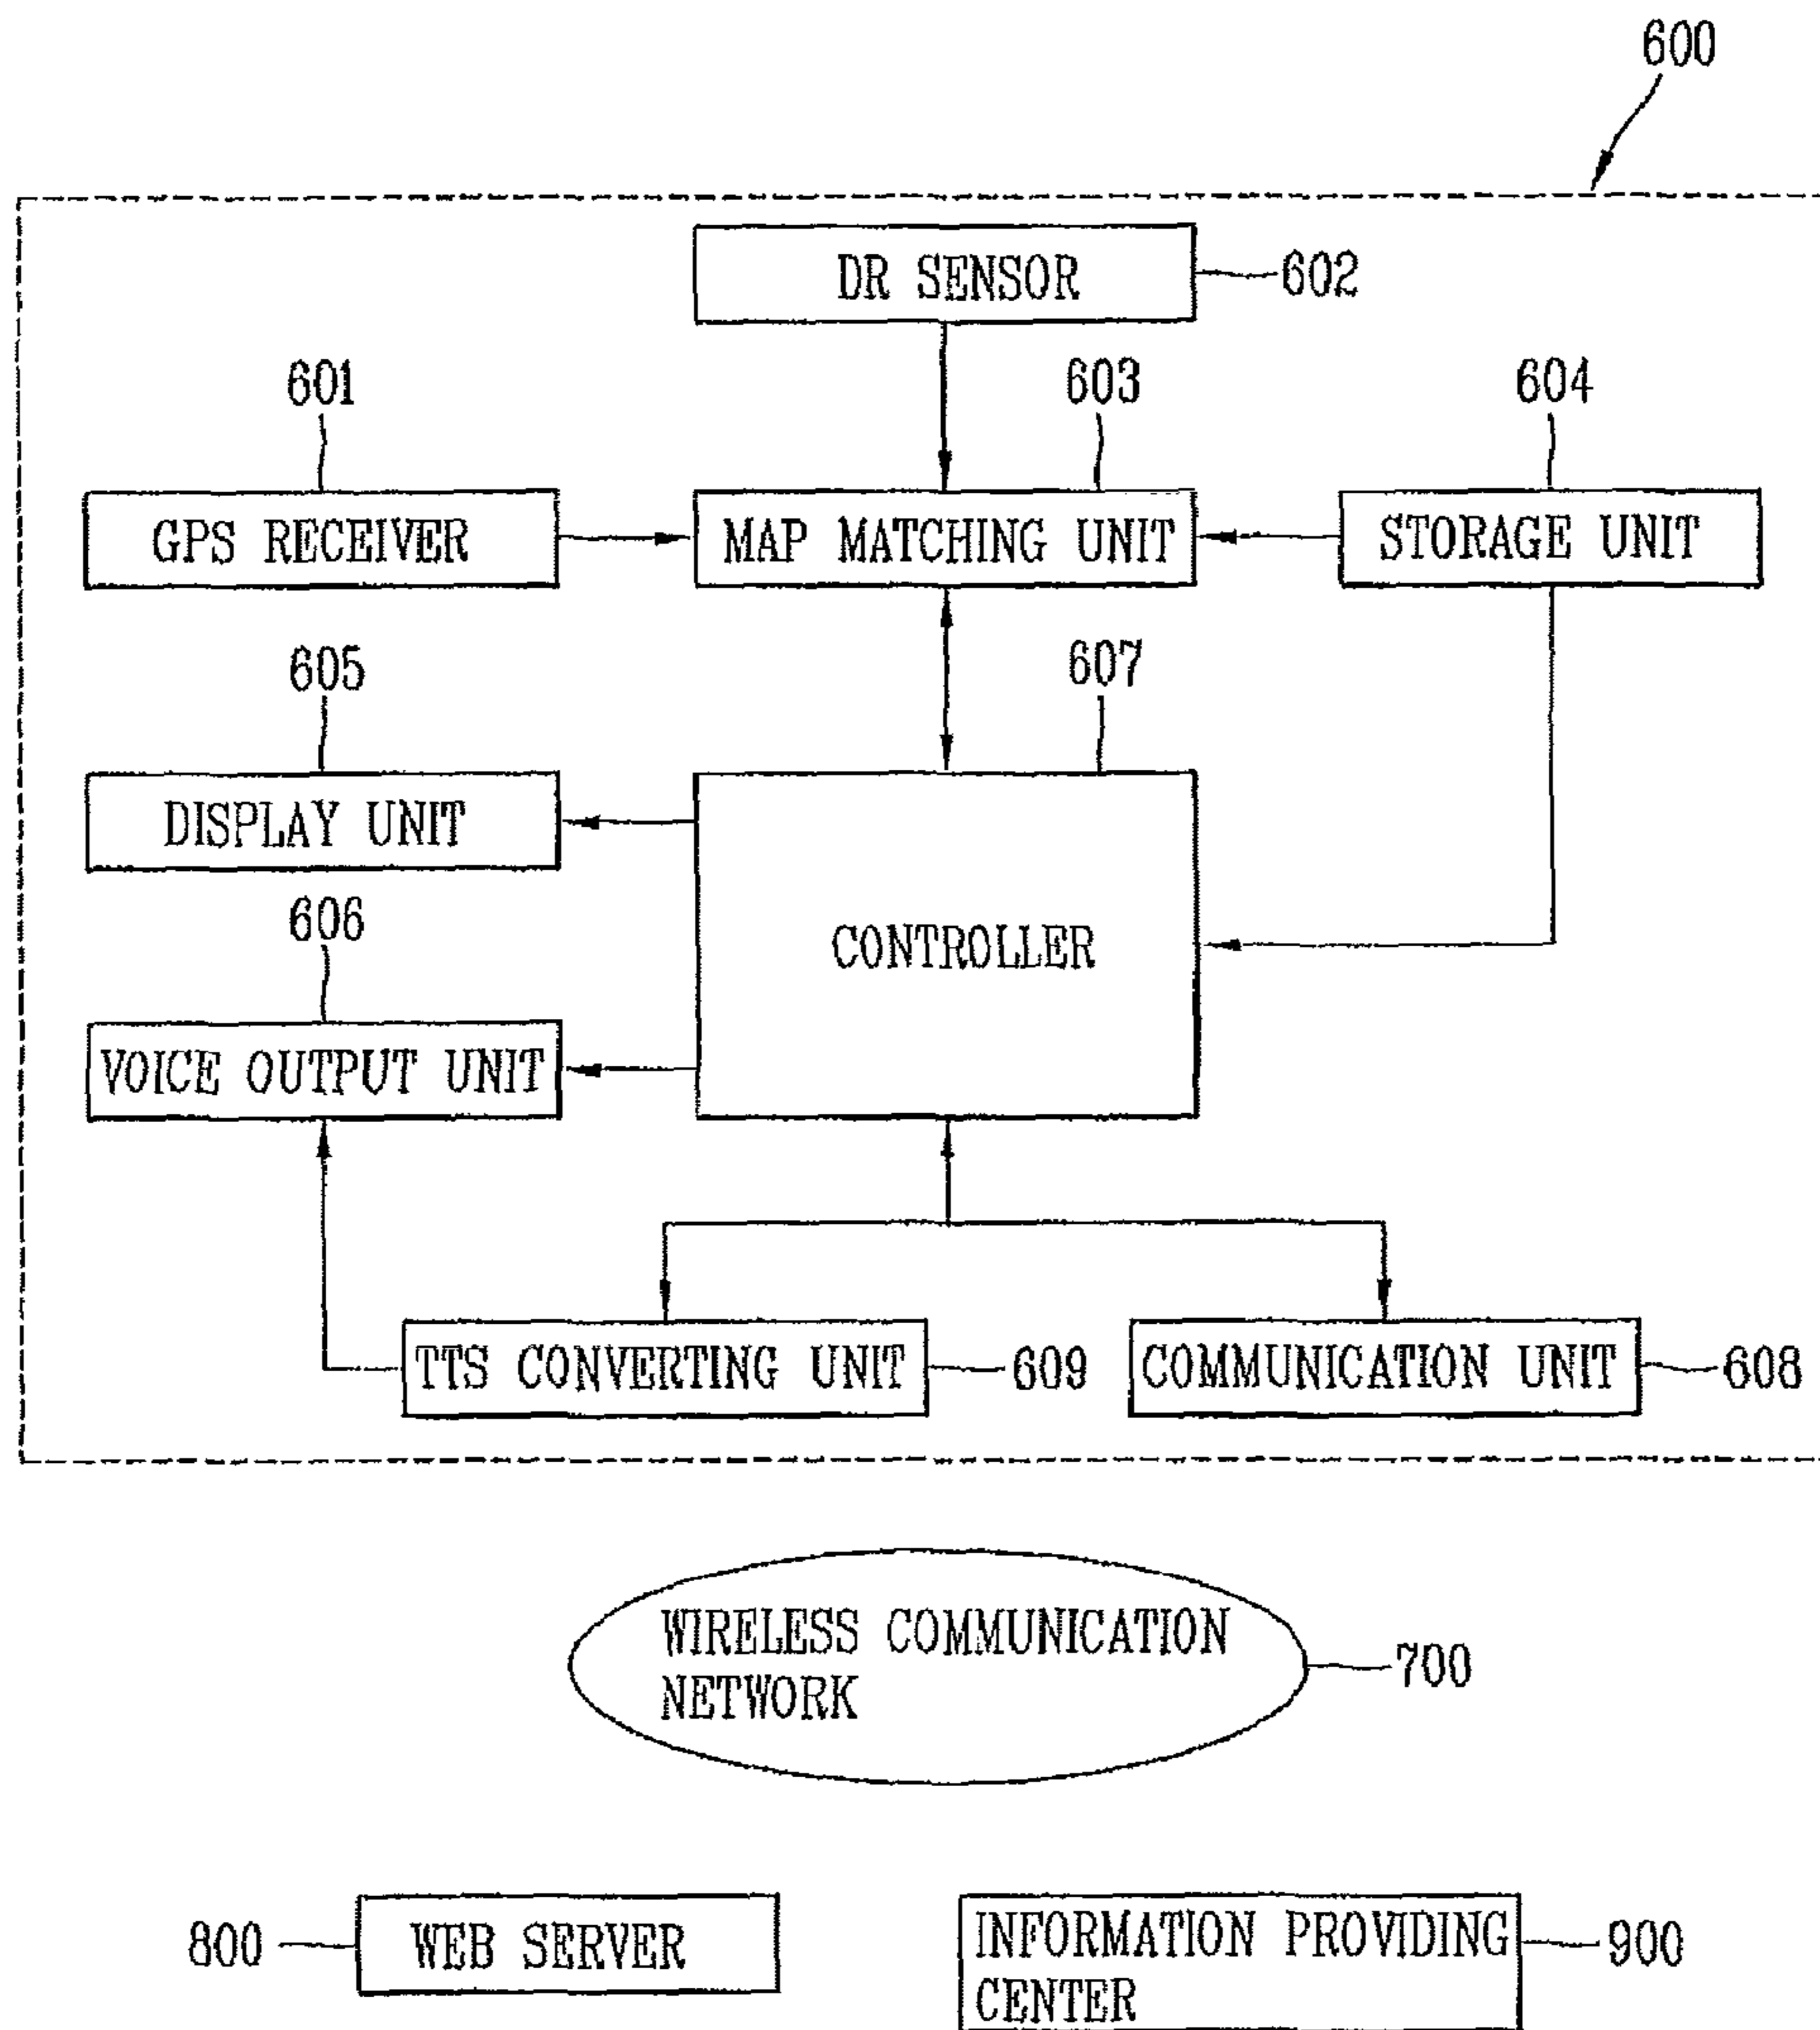 600
DR SENSOR
602
601
603
604
GPS RECEIVER
MAP MATCHING UNIT
STORAGE UNIT
605
607
DISPLAY UNIT
606
CONTROLLER
VOICE OUTPUT UNIT
TTS CONVERTING UNIT
609
COMMUNICATION UNIT
608
WIRELESS COMMUNICATION
NETWORK
700
800
WEB SERVER
INFORMATION PROVIDING
CENTER
900